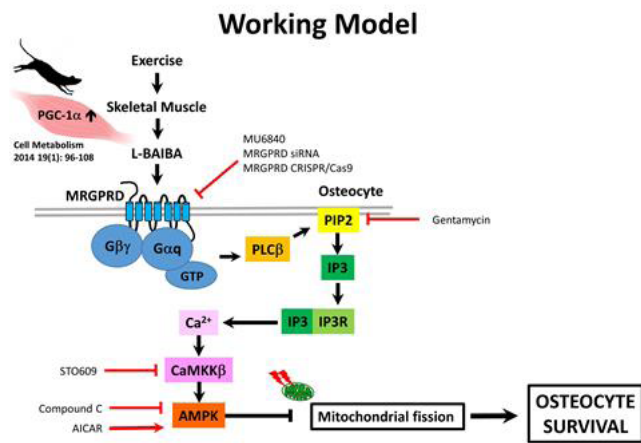 Working Model
Exercise
PGC-1α
Skeletal Muscle
Cell Metabolism
2014 19(1): 96-108
L-BAIBA
MU6840
MRGPRD siRNA
MRGPRD CRISPR/Cas9
MRGPRD
Osteocyte
PIP2
Gentamycin
Gβγ
Gαq
GTP
PLCβ
IP3
Ca²⁺
IP3
IP3R
STO609
CaMKKβ
Compound C
AICAR
AMPK
Mitochondrial fission
OSTEOCYTE
SURVIVAL